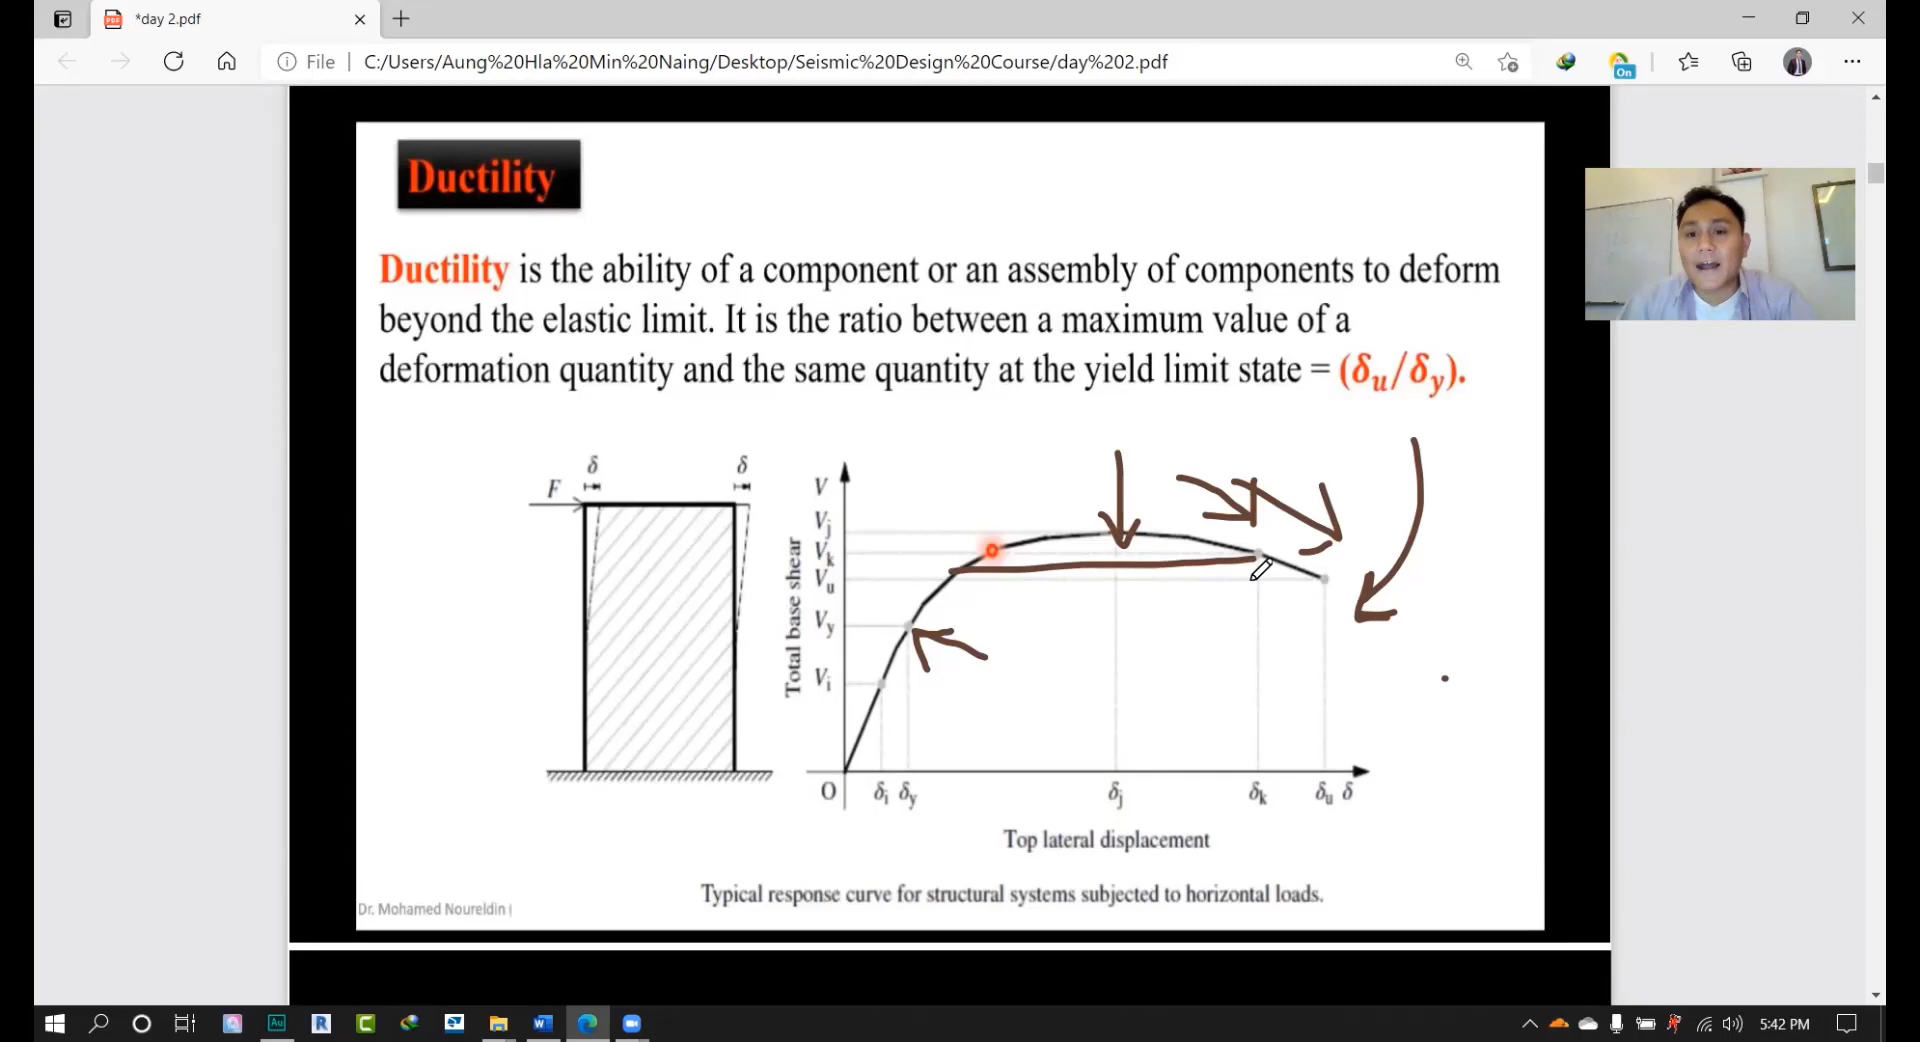 *day 2.pdf
File | C:/Users/Aung%20Hla%20Min%20Naing/Desktop/Seismic%20Design%20Course/day%202.pdf
On
Ductility
Ductility is the ability of a component or an assembly of components to deform
beyond the elastic limit. It is the ratio between a maximum value of a
deformation quantity and the same quantity at the yield limit state = (δu/δy).
δ δ
F
V
Vj
Vk
Vu
Vy
Vi
Total base shear
O δi δy δj δk δu δ
Top lateral displacement
Typical response curve for structural systems subjected to horizontal loads.
Dr. Mohamed Noureldin (
5:42 PM